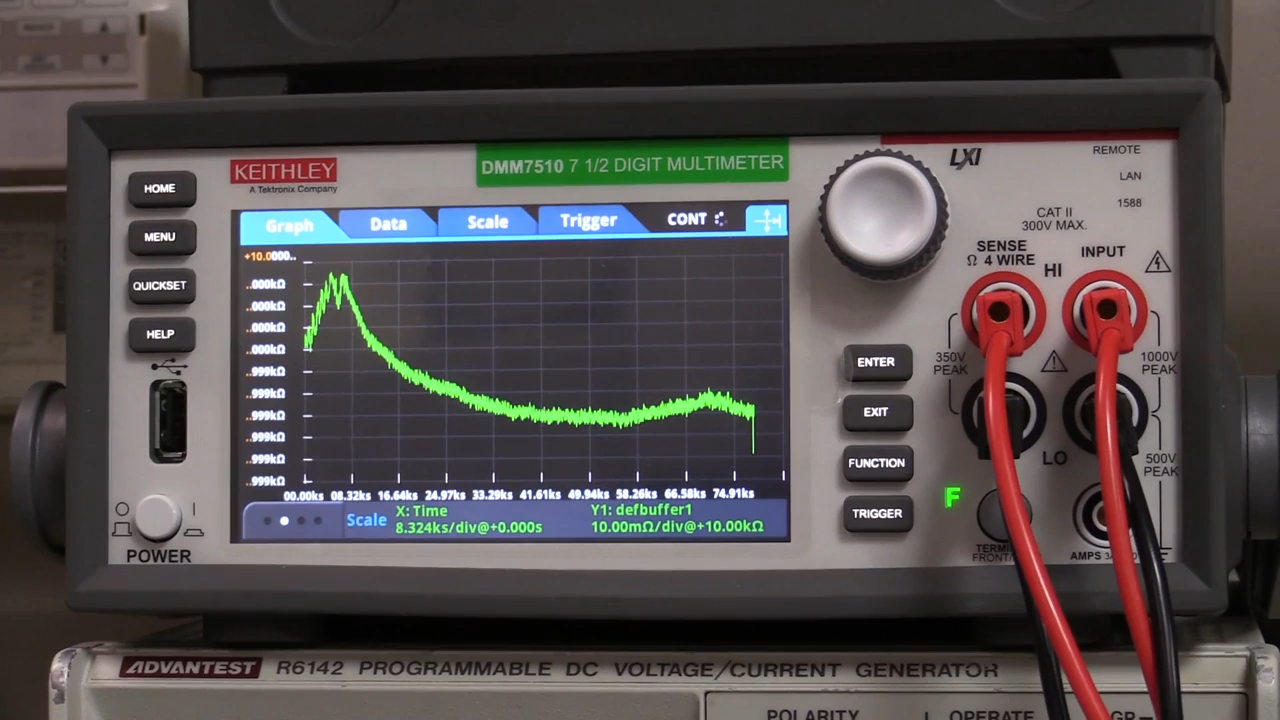 KEITHLEY
A Tektronix Company
DMM7510 7 1/2 DIGIT MULTIMETER
LXI
REMOTE
LAN
1588
HOME
MENU
QUICKSET
HELP
POWER
Graph
Data
Scale
Trigger
CONT
+10.0000..
.000kΩ
.000kΩ
.000kΩ
.000kΩ
.999kΩ
.999kΩ
.999kΩ
.999kΩ
.999kΩ
.999kΩ
00.00ks 08.32ks 16.64ks 24.97ks 33.29ks 41.61ks 49.94ks 58.26ks 66.58ks 74.91ks
Scale
X: Time
8.324ks/div@+0.000s
Y1: defbuffer1
10.00mΩ/div@+10.00kΩ
ENTER
EXIT
FUNCTION
TRIGGER
CAT II
300V MAX.
SENSE
Ω 4 WIRE
HI
INPUT
350V
PEAK
1000V
PEAK
LO
500V
PEAK
F
FRONT/
AMPS
ADVANTEST
R6142 PROGRAMMABLE DC VOLTAGE/CURRENT GENERATOR
POLARITY
OPERATE